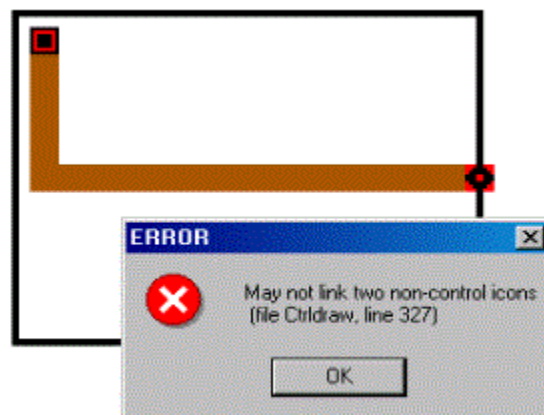 ERROR
May not link two non-control icons
(file Ctrldraw, line 327)
OK